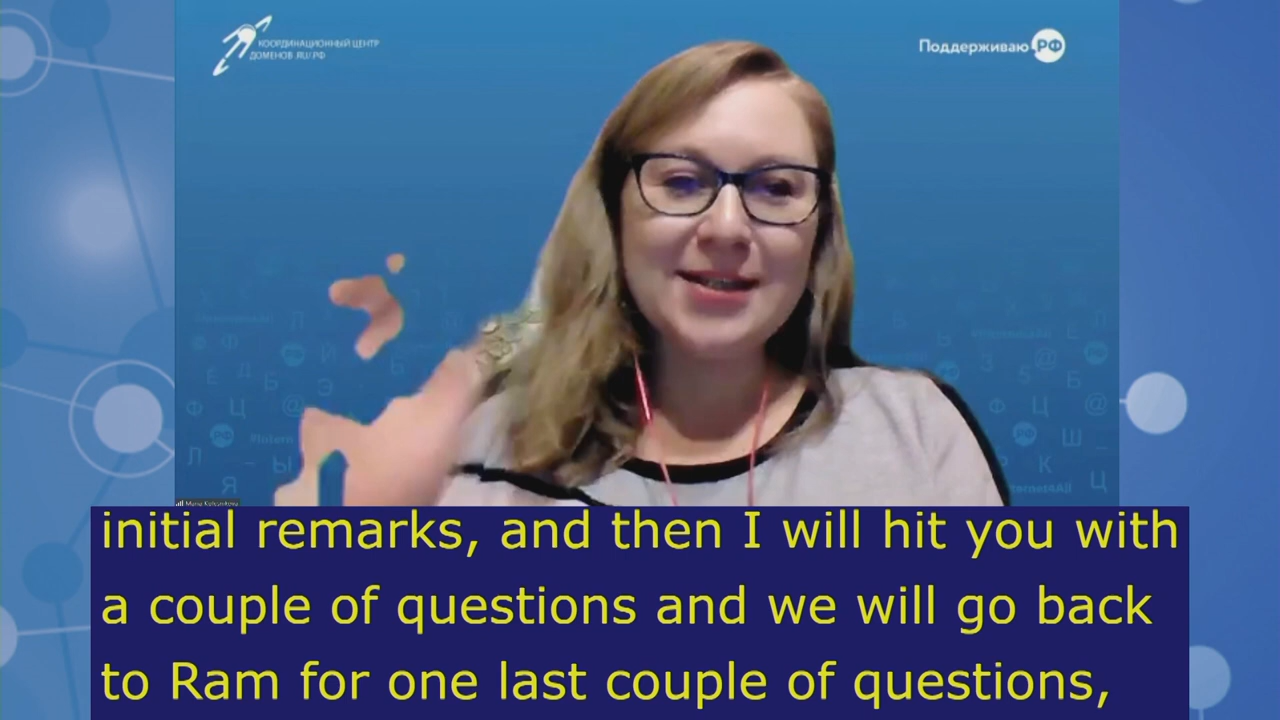 КООРДИНАЦИОННЫЙ ЦЕНТР
ДОМЕНОВ .RU/.РФ
Поддерживаю РФ
initial remarks, and then I will hit you with
a couple of questions and we will go back
to Ram for one last couple of questions,